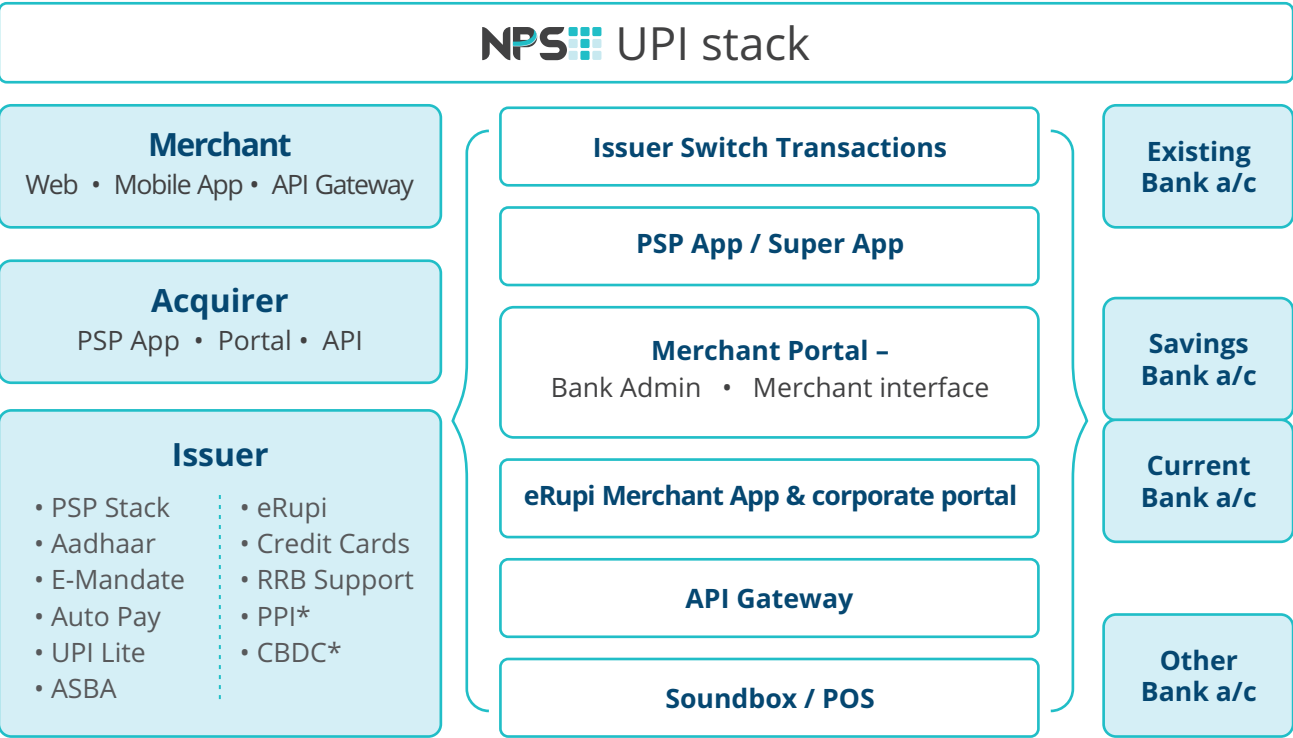 NPST UPI stack
Merchant
Web • Mobile App • API Gateway
Acquirer
PSP App • Portal • API
Issuer
• PSP Stack
• Aadhaar
• E-Mandate
• Auto Pay
• UPI Lite
• ASBA
• eRupi
• Credit Cards
• RRB Support
• PPI*
• CBDC*
Issuer Switch Transactions
PSP App / Super App
Merchant Portal –
Bank Admin • Merchant interface
eRupi Merchant App & corporate portal
API Gateway
Soundbox / POS
Existing
Bank a/c
Savings
Bank a/c
Current
Bank a/c
Other
Bank a/c